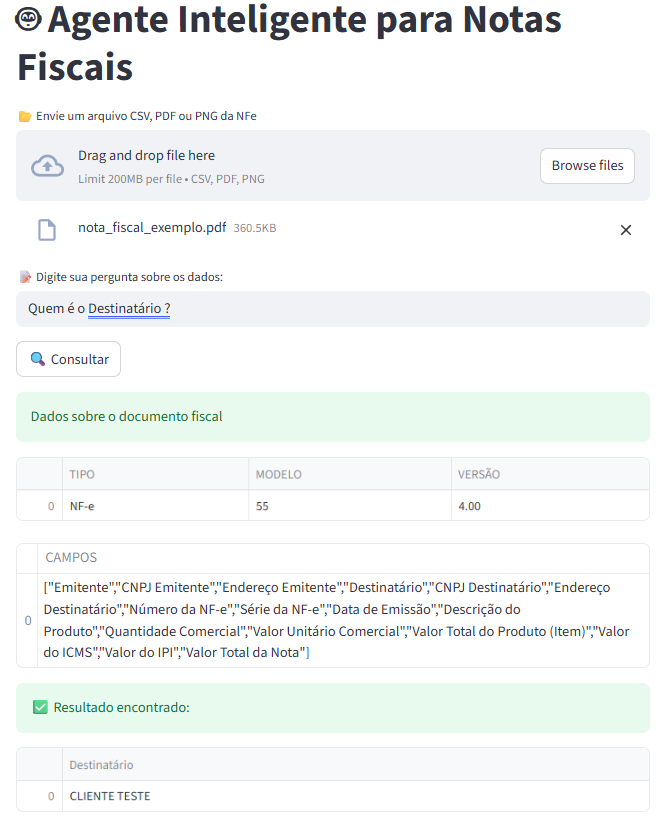 Agente Inteligente para Notas
Fiscais
Envie um arquivo CSV, PDF ou PNG da NFe
Drag and drop file here
Limit 200MB per file • CSV, PDF, PNG
Browse files
nota_fiscal_exemplo.pdf 360.5KB
Digite sua pergunta sobre os dados:
Quem é o Destinatário ?
Consultar
Dados sobre o documento fiscal
TIPO MODELO VERSÃO
0 NF-e 55 4.00
CAMPOS
0
["Emitente","CNPJ Emitente","Endereço Emitente","Destinatário","CNPJ Destinatário","Endereço
Destinatário","Número da NF-e","Série da NF-e","Data de Emissão","Descrição do
Produto","Quantidade Comercial","Valor Unitário Comercial","Valor Total do Produto (Item)","Valor
do ICMS","Valor do IPI","Valor Total da Nota"]
Resultado encontrado:
Destinatário
0 CLIENTE TESTE